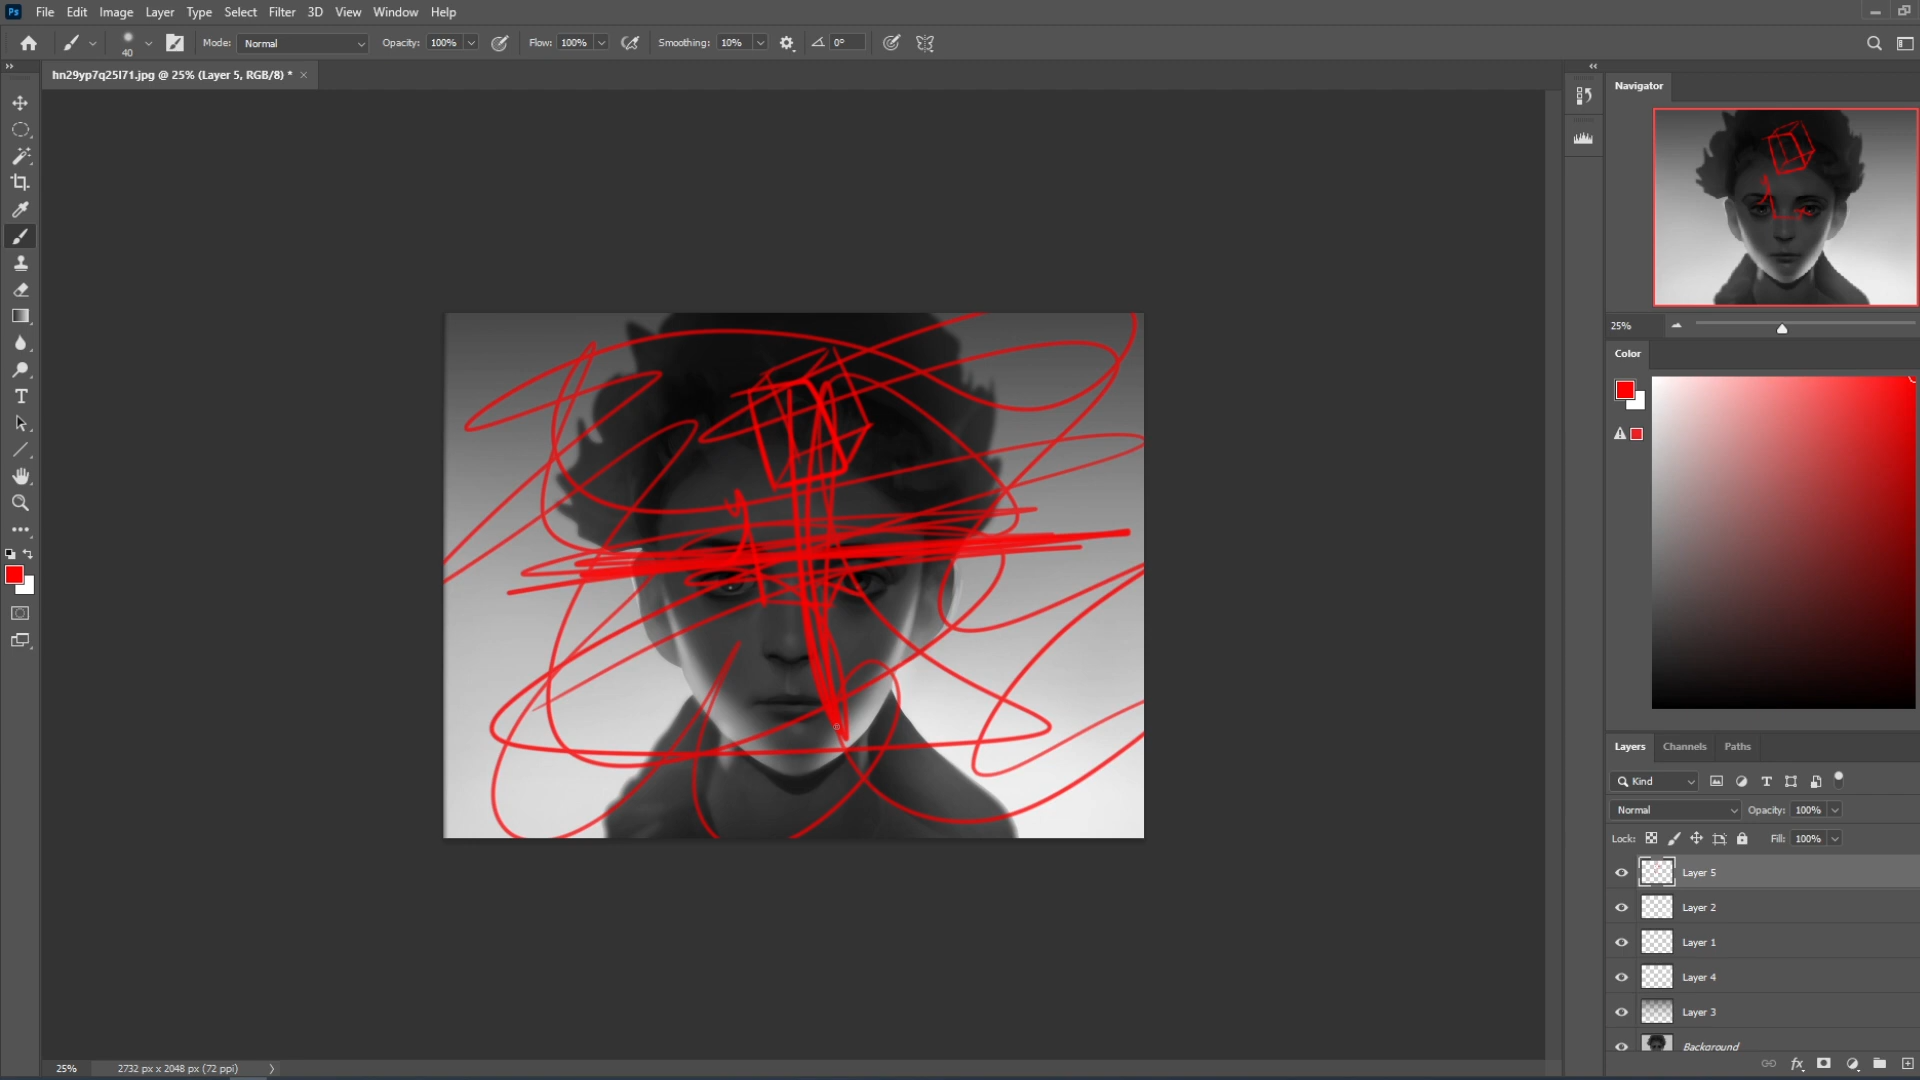 Ps File Edit Image Layer Type Select Filter 3D View Window Help
40 Mode: Normal Opacity: 100% Flow: 100% Smoothing: 10% 0°
hn29yp7q25l71.jpg @ 25% (Layer 5, RGB/8) * ×
Navigator
25%
Color
Layers Channels Paths
Kind
Normal Opacity: 100%
Lock: Fill: 100%
Layer 5
Layer 2
Layer 1
Layer 4
Layer 3
Background
fx
25% 2732 px x 2048 px (72 ppi)